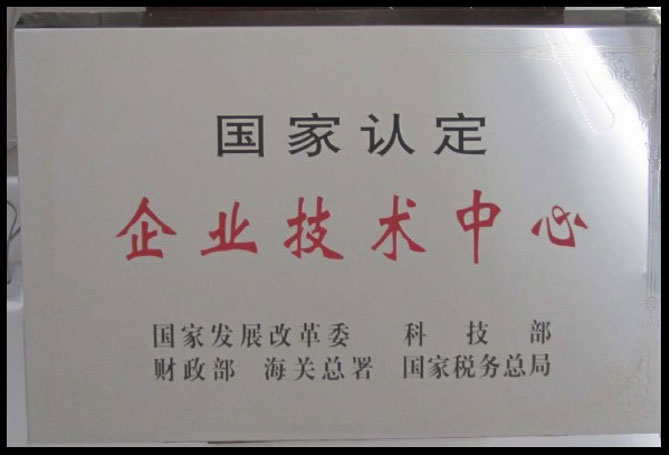 国家认定
企业技术中心
国家发展改革委 科技部
财政部 海关总署 国家税务总局